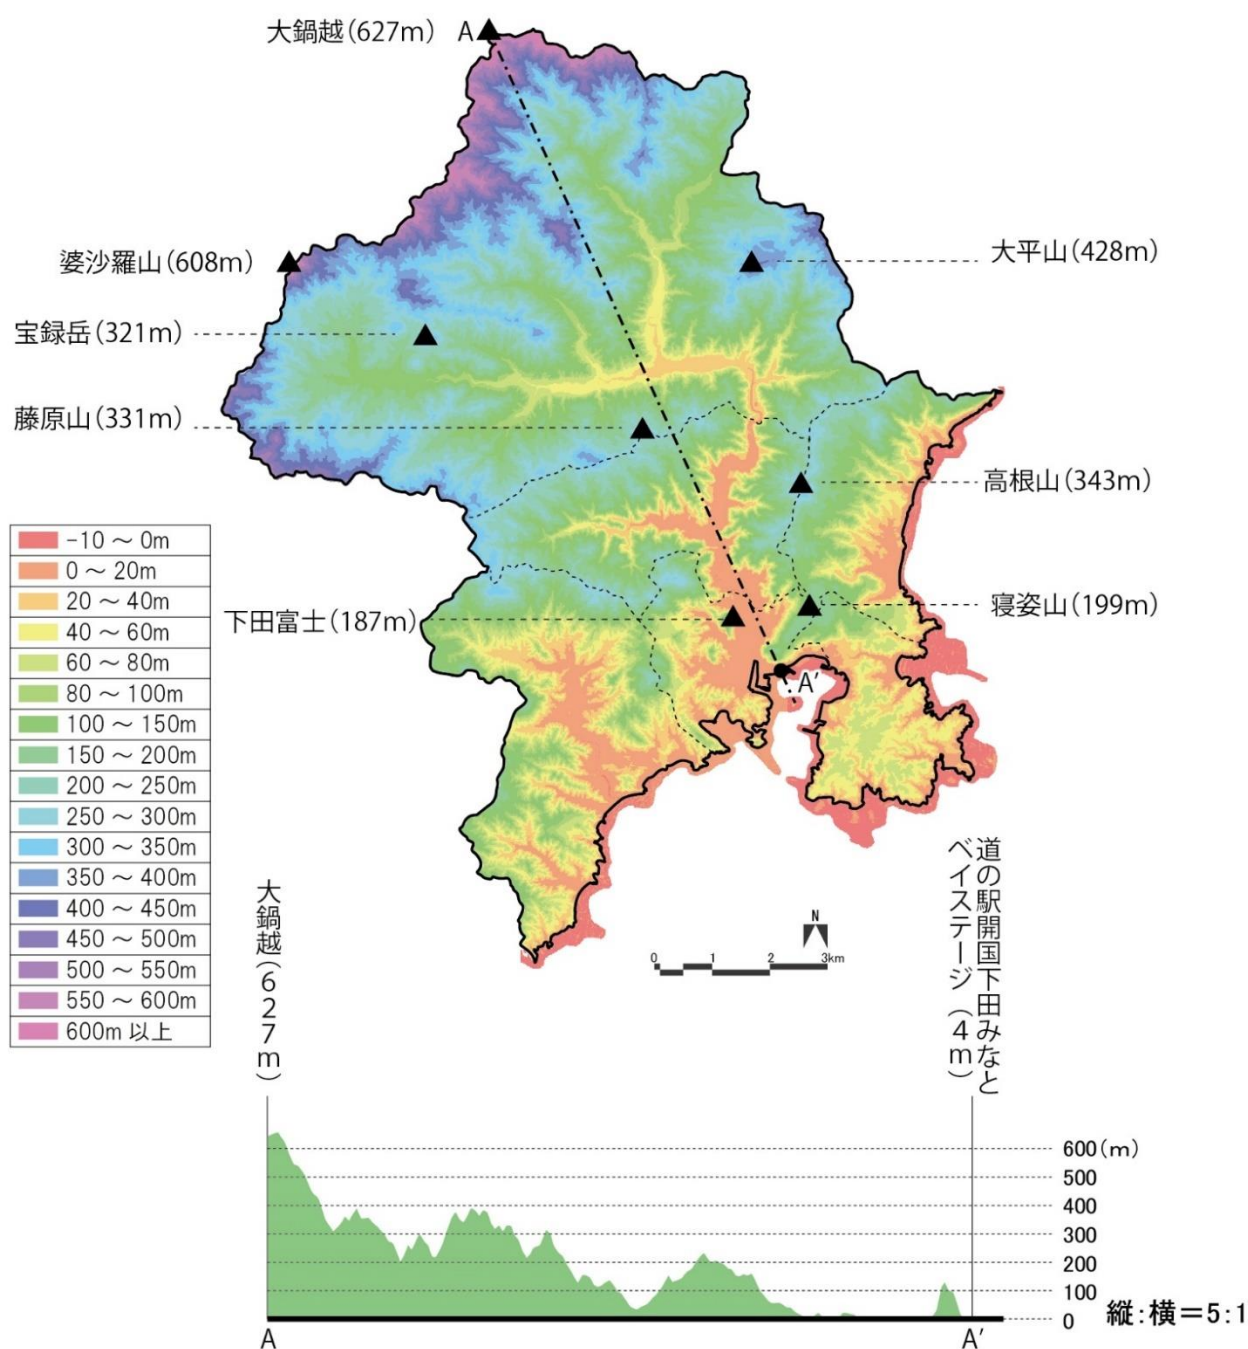 大鍋越(627m)
A
婆沙羅山(608m)
大平山(428m)
宝録岳(321m)
藤原山(331m)
高根山(343m)
下田富士(187m)
寝姿山(199m)
A'
-10 ～ 0m
0 ～ 20m
20 ～ 40m
40 ～ 60m
60 ～ 80m
80 ～ 100m
100 ～ 150m
150 ～ 200m
200 ～ 250m
250 ～ 300m
300 ～ 350m
350 ～ 400m
400 ～ 450m
450 ～ 500m
500 ～ 550m
550 ～ 600m
600m 以上
N
0 1 2 3km
大鍋越(627m)
道の駅開国下田みなと
ベイステージ(4m)
600(m)
500
400
300
200
100
0
縦:横=5:1
A
A'